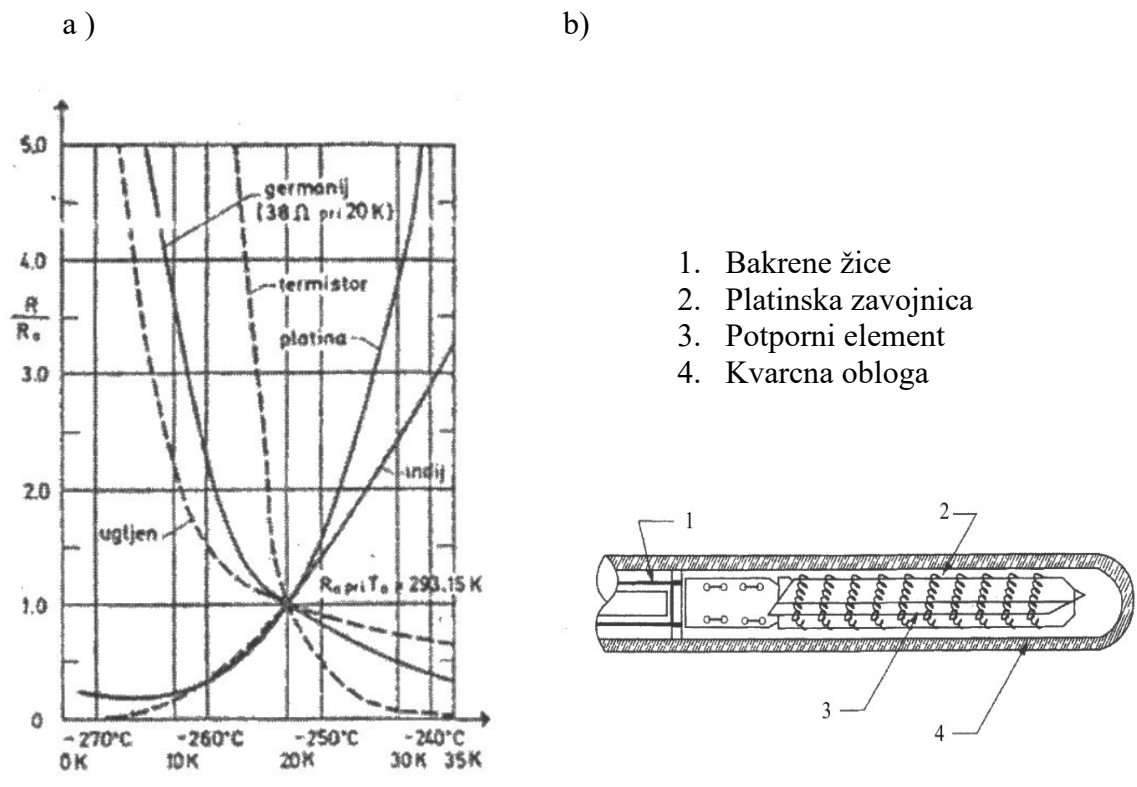 a ) b)
5.0
germanij
(38Ω pri 20K)
4.0
termistor
R
R₀
platina
3.0
indij
2.0
ugljen
R₀ pri T₀ = 293.15 K
1.0
0
-270°C -260°C -250°C -240°C
0K 10K 20K 30K 35K
1. Bakrene žice
2. Platinska zavojnica
3. Potporni element
4. Kvarcna obloga
1
2
3
4